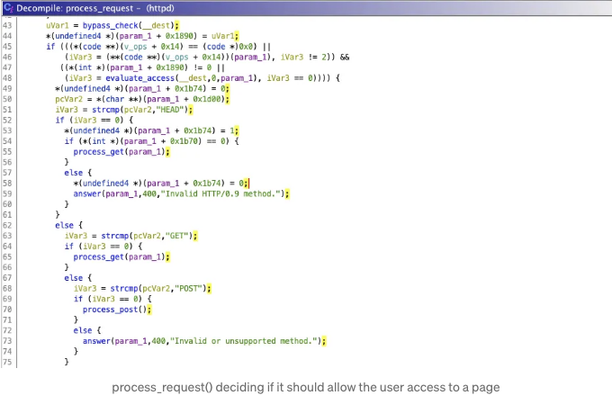 Decompile: process_request - (httpd)
43 uVar1 = bypass_check(__dest);
44 *(undefined4 *)(param_1 + 0x1890) = uVar1;
45 if (((*(code **)(v_ops + 0x14) == (code *)0x0) ||
46 (iVar3 = (**(code **)(v_ops + 0x14))(param_1), iVar3 != 2)) &&
47 ((*(int *)(param_1 + 0x1890) != 0 ||
48 (iVar3 = evaluate_access(__dest,0,param_1), iVar3 == 0)))) {
49 *(undefined4 *)(param_1 + 0x1b74) = 0;
50 pcVar2 = *(char **)(param_1 + 0x1d00);
51 iVar3 = strcmp(pcVar2,"HEAD");
52 if (iVar3 == 0) {
53 *(undefined4 *)(param_1 + 0x1b74) = 1;
54 if (*(int *)(param_1 + 0x1b70) == 0) {
55 process_get(param_1);
56 }
57 else {
58 *(undefined4 *)(param_1 + 0x1b74) = 0;
59 answer(param_1,400,"Invalid HTTP/0.9 method.");
60 }
61 }
62 else {
63 iVar3 = strcmp(pcVar2,"GET");
64 if (iVar3 == 0) {
65 process_get(param_1);
66 }
67 else {
68 iVar3 = strcmp(pcVar2,"POST");
69 if (iVar3 == 0) {
70 process_post();
71 }
72 else {
73 answer(param_1,400,"Invalid or unsupported method.");
74 }
75 }
process_request() deciding if it should allow the user access to a page